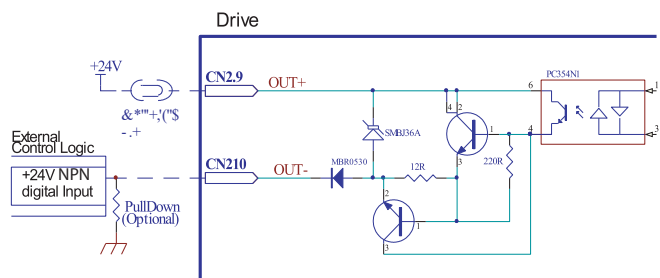 Drive
+24V
CN2.9
OUT+
PC354N1
6
1
4
2
&*'"+,'("$
-.+
SMBJ36A
1
4
3
External
Control Logic
3
220R
CN210
OUT-
MBR0530
12R
+24V NPN
digital Input
2
PullDown
(Optional)
1
3